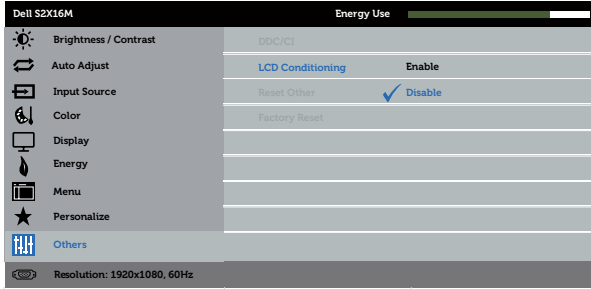 Dell S2X16M
Energy Use
Brightness / Contrast
DDC/CI
Auto Adjust
LCD Conditioning
Enable
Input Source
Reset Other
Disable
Color
Factory Reset
Display
Energy
Menu
Personalize
Others
Resolution: 1920x1080, 60Hz